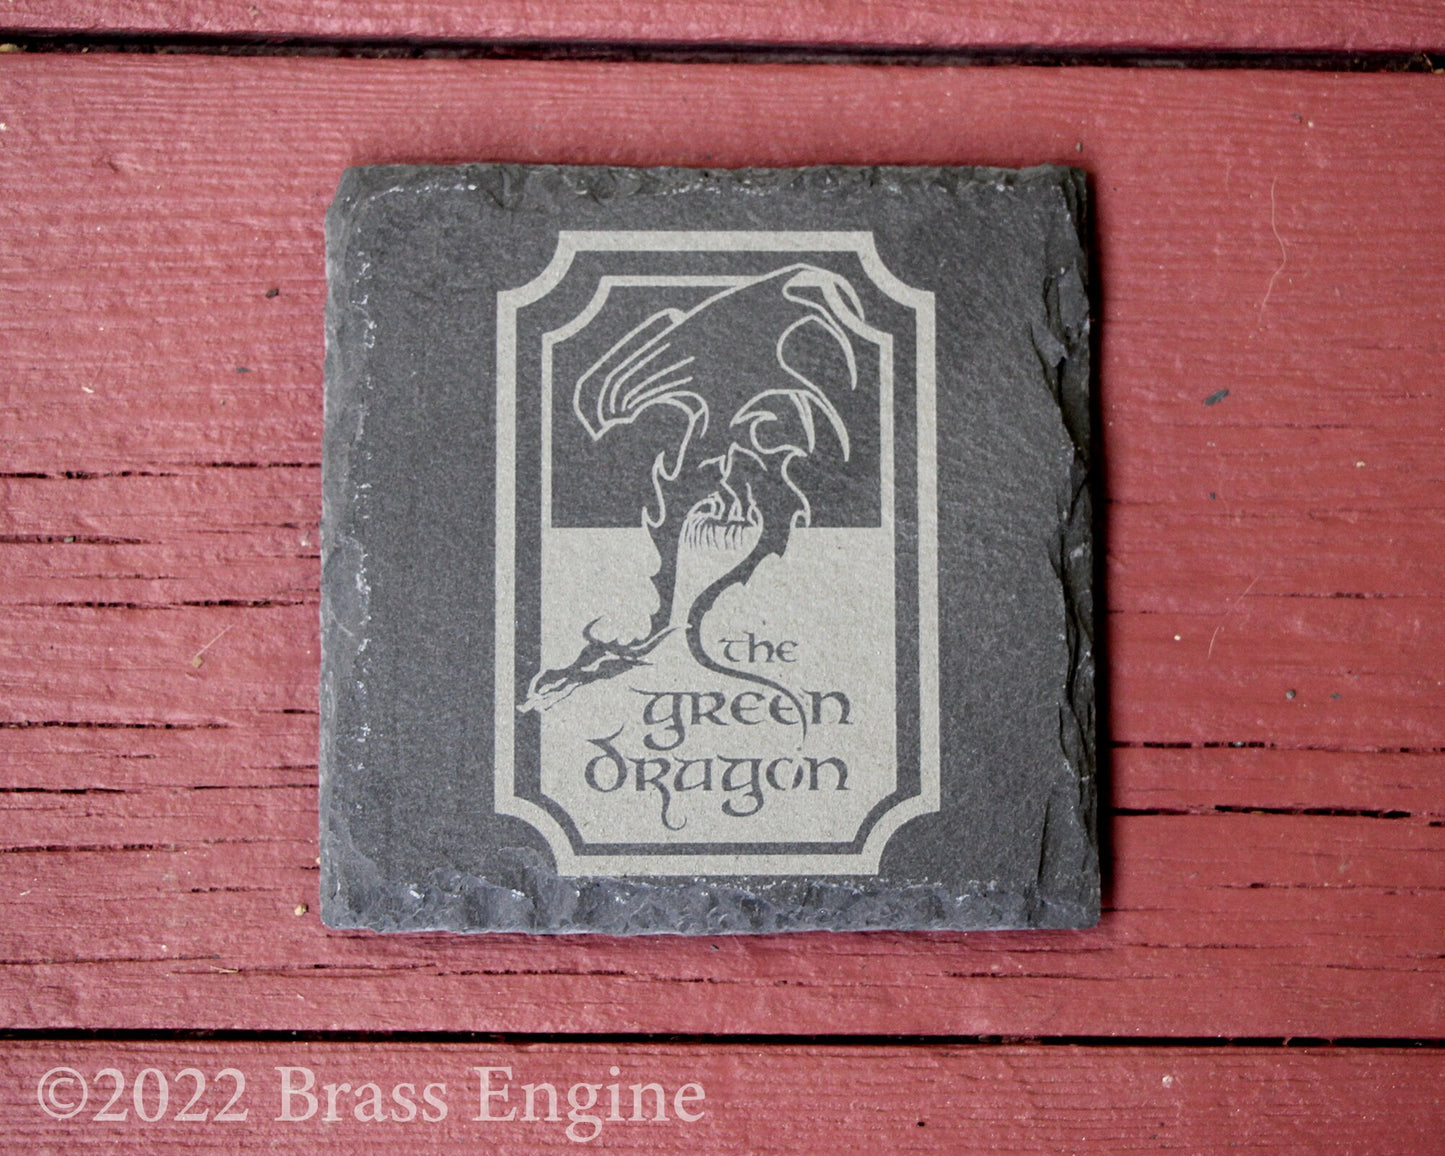 the
green
dragon
©2022 Brass Engine